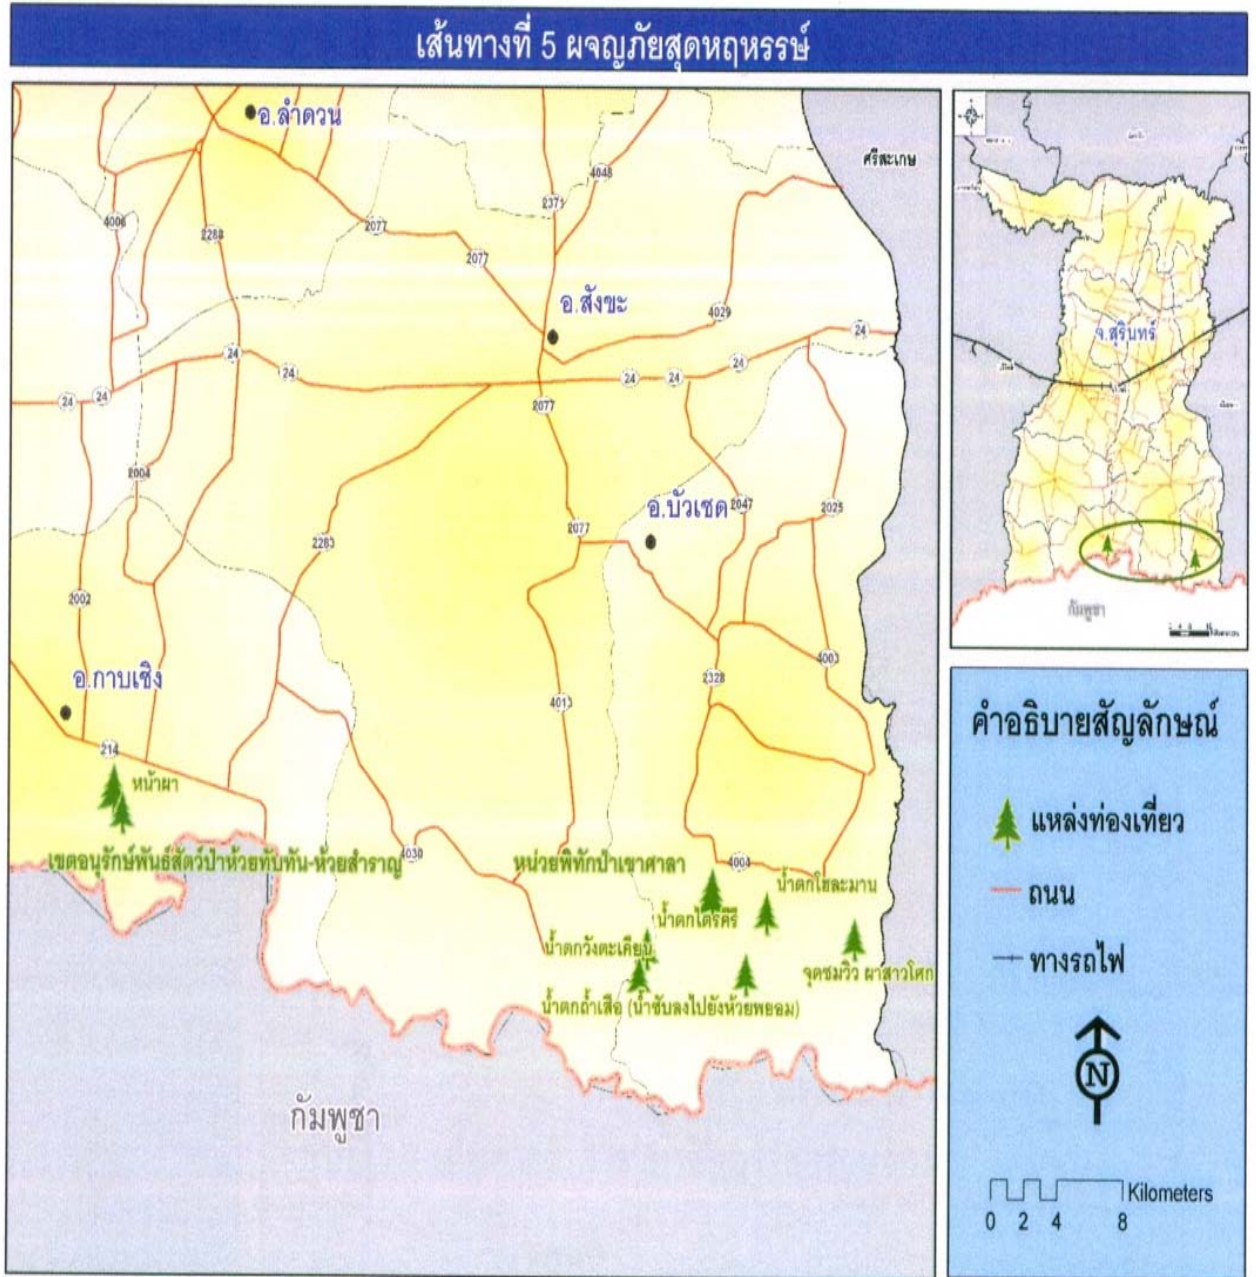 เส้นทางที่ 5 ผจญภัยสุดหฤหรรษ์
อ.ลำดวน
ศรีสะเกษ
4048
2371
4006
2288
2077
2077
อ.สังขะ
4029
24
24
24
24
24
24
24
24
2077
2004
อ.บัวเชด
2047
2025
2077
2283
2002
4003
อ.กาบเชิง
2328
4013
214
หน้าผา
4030
เขตอนุรักษ์พันธุ์สัตว์ป่าห้วยทับทัน-ห้วยสำราญ
หน่วยพิทักป่าเขาศาลา
4004
น้ำตกไฮละมาน
น้ำตกไตรคีรี
น้ำตกวังตะเคียน
จุดชมวิว ผาสาวโศก
น้ำตกถ้ำเสือ (น้ำซับลงไปยังห้วยพยอม)
กัมพูชา
จ.สุรินทร์
กัมพูชา
คำอธิบายสัญลักษณ์
แหล่งท่องเที่ยว
ถนน
ทางรถไฟ
N
Kilometers
0 2 4 8